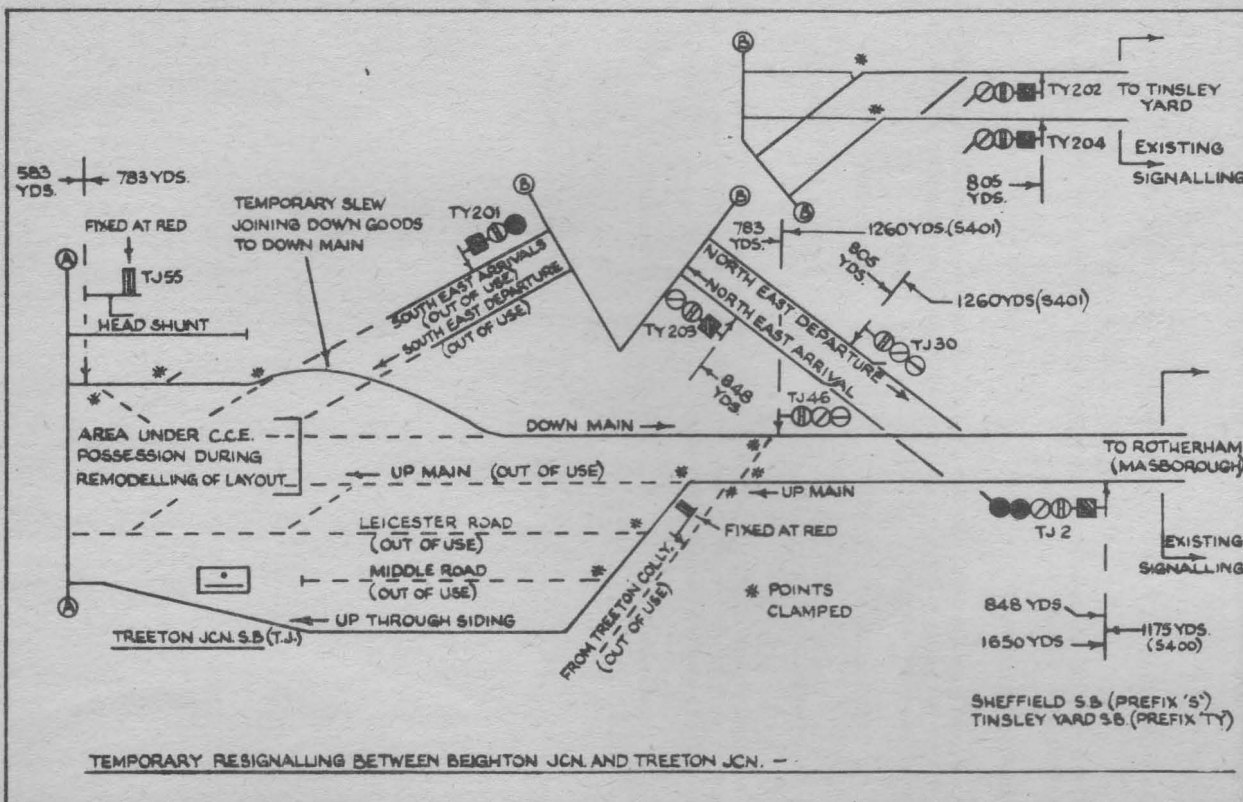 B
TY202
TO TINSLEY
YARD
TY204
EXISTING
SIGNALLING
805
YDS.
583
YDS.
783 YDS.
FIXED AT RED
A
TJ55
HEAD SHUNT
TEMPORARY SLEW
JOINING DOWN GOODS
TO DOWN MAIN
B
TY201
SOUTH EAST ARRIVALS
(OUT OF USE)
SOUTH EAST DEPARTURE
(OUT OF USE)
B
B
783
YDS.
1260YDS.(S401)
805
YDS.
1260YDS(S401)
NORTH EAST DEPARTURE
NORTH EAST ARRIVAL
TY203
848
YDS.
TJ30
TJ46
DOWN MAIN
AREA UNDER C.C.E.
POSSESSION DURING
REMODELLING OF LAYOUT
UP MAIN (OUT OF USE)
TO ROTHERHAM
(MASBOROUGH)
UP MAIN
LEICESTER ROAD
(OUT OF USE)
FIXED AT RED
TJ2
EXISTING
SIGNALLING
MIDDLE ROAD
(OUT OF USE)
* POINTS
CLAMPED
A
UP THROUGH SIDING
TREETON JCN. S.B (T.J.)
FROM TREETON COLLY.
(OUT OF USE)
848 YDS
1650 YDS
1175 YDS.
(S400)
SHEFFIELD S.B (PREFIX 'S')
TINSLEY YARD S.B. (PREFIX 'TY)
TEMPORARY RESIGNALLING BETWEEN BEIGHTON JCN. AND TREETON JCN. -